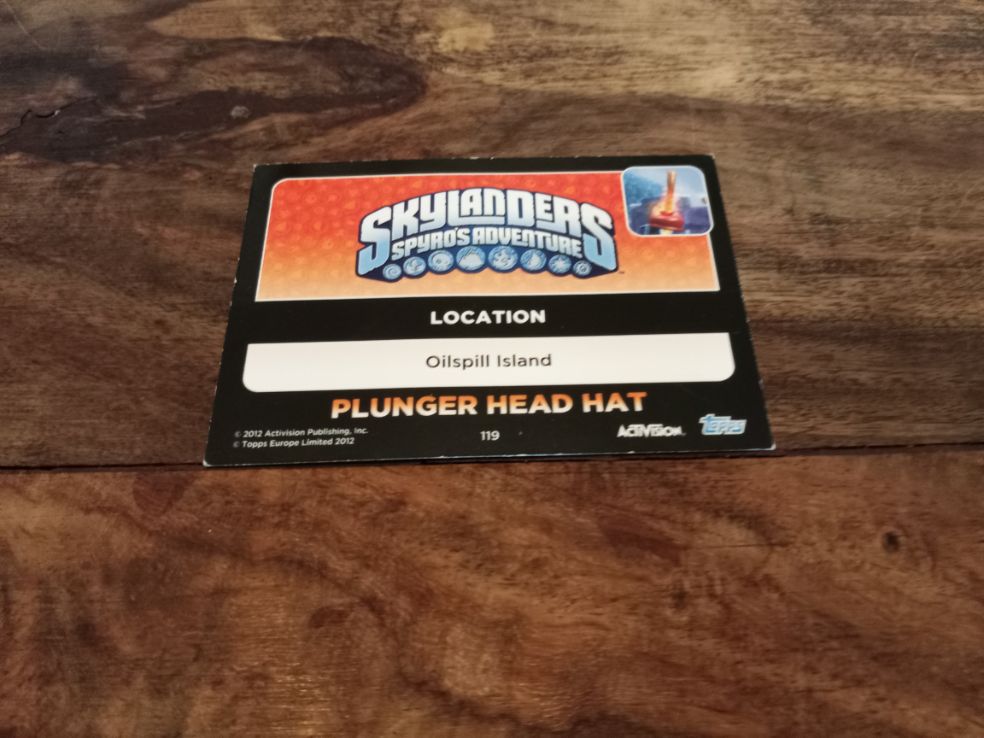 SKYLANDERS
SPYRO'S ADVENTURE
™
LOCATION
Oilspill Island
PLUNGER HEAD HAT
© 2012 Activision Publishing, Inc.
© Topps Europe Limited 2012
119
ACTIVISION.
topps